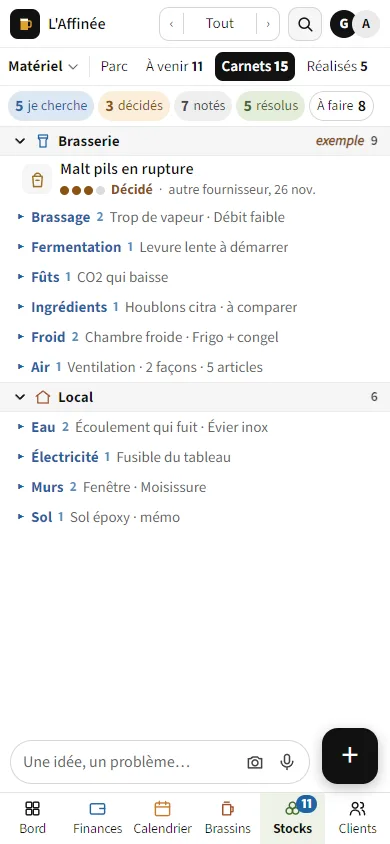 L'Affinée
‹ Tout › G A
Matériel Parc À venir 11 Carnets 15 Réalisés 5
5 je cherche 3 décidés 7 notés 5 résolus À faire 8
Brasserie exemple 9
Malt pils en rupture
Décidé · autre fournisseur, 26 nov.
Brassage 2 Trop de vapeur · Débit faible
Fermentation 1 Levure lente à démarrer
Fûts 1 CO2 qui baisse
Ingrédients 1 Houblons citra · à comparer
Froid 2 Chambre froide · Frigo + congel
Air 1 Ventilation · 2 façons · 5 articles
Local 6
Eau 2 Écoulement qui fuit · Évier inox
Électricité 1 Fusible du tableau
Murs 2 Fenêtre · Moisissure
Sol 1 Sol époxy · mémo
Une idée, un problème… +
11
Bord Finances Calendrier Brassins Stocks Clients